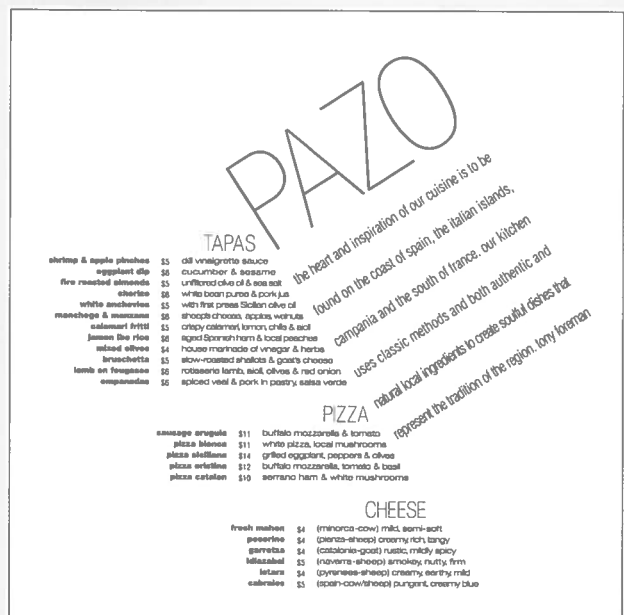 PAZO
the heart and inspiration of our cuisine is to be
found on the coast of spain, the italian islands,
campania and the south of france. our kitchen
uses classic methods and both authentic and
natural local ingredients to create soulful dishes that
represent the tradition of the region. tony foreman
TAPAS
shrimp & apple pinchos $5 dill vinaigrette sauce
eggplant dip $6 cucumber & sesame
fire roasted almonds $5 unfiltered olive oil & sea salt
chorizo $6 white bean puree & pork jus
white anchovies $5 with first press Sicilian olive oil
manchego & manzana $6 sheep's cheese, apples, walnuts
calamari fritti $5 crispy calamari, lemon, chile & aioli
jamon iberico $8 aged Spanish ham & local peaches
mixed olives $4 house marinade of vinegar & herbs
bruschetta $5 slow-roasted shallots & goat's cheese
lamb on fougasse $6 rotisserie lamb, aioli, olives & red onion
empanadas $6 spiced veal & pork in pastry, salsa verde
PIZZA
sausage arugula $11 buffalo mozzarella & tomato
pizza bianca $11 white pizza, local mushrooms
pizza siciliana $14 grilled eggplant, peppers & olives
pizza cristina $12 buffalo mozzarella, tomato & basil
pizza catalan $10 serrano ham & white mushrooms
CHEESE
fresh mahon $4 (minorca-cow) mild, semi-soft
pecorino $4 (pienza-sheep) creamy, rich, tangy
garrotxa $4 (catalonia-goat) rustic, mildly spicy
idiazabal $5 (navarra-sheep) smokey, nutty, firm
$4 (pyrenees-sheep) creamy, earthy, mild
cabrales $5 (spain-cow/sheep) pungent, creamy blue